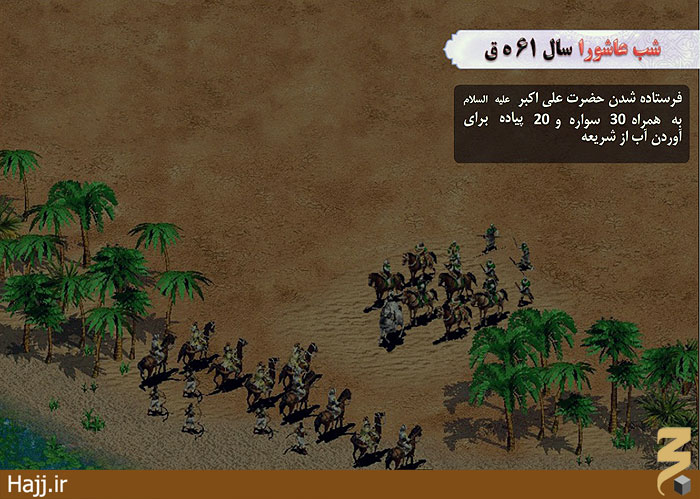 شب عاشورا سال ۶۱ ه ق
فرستاده شدن حضرت علی اکبر علیه السلام
به همراه 30 سواره و 20 پیاده برای
آوردن آب از شریعه
Hajj.ir